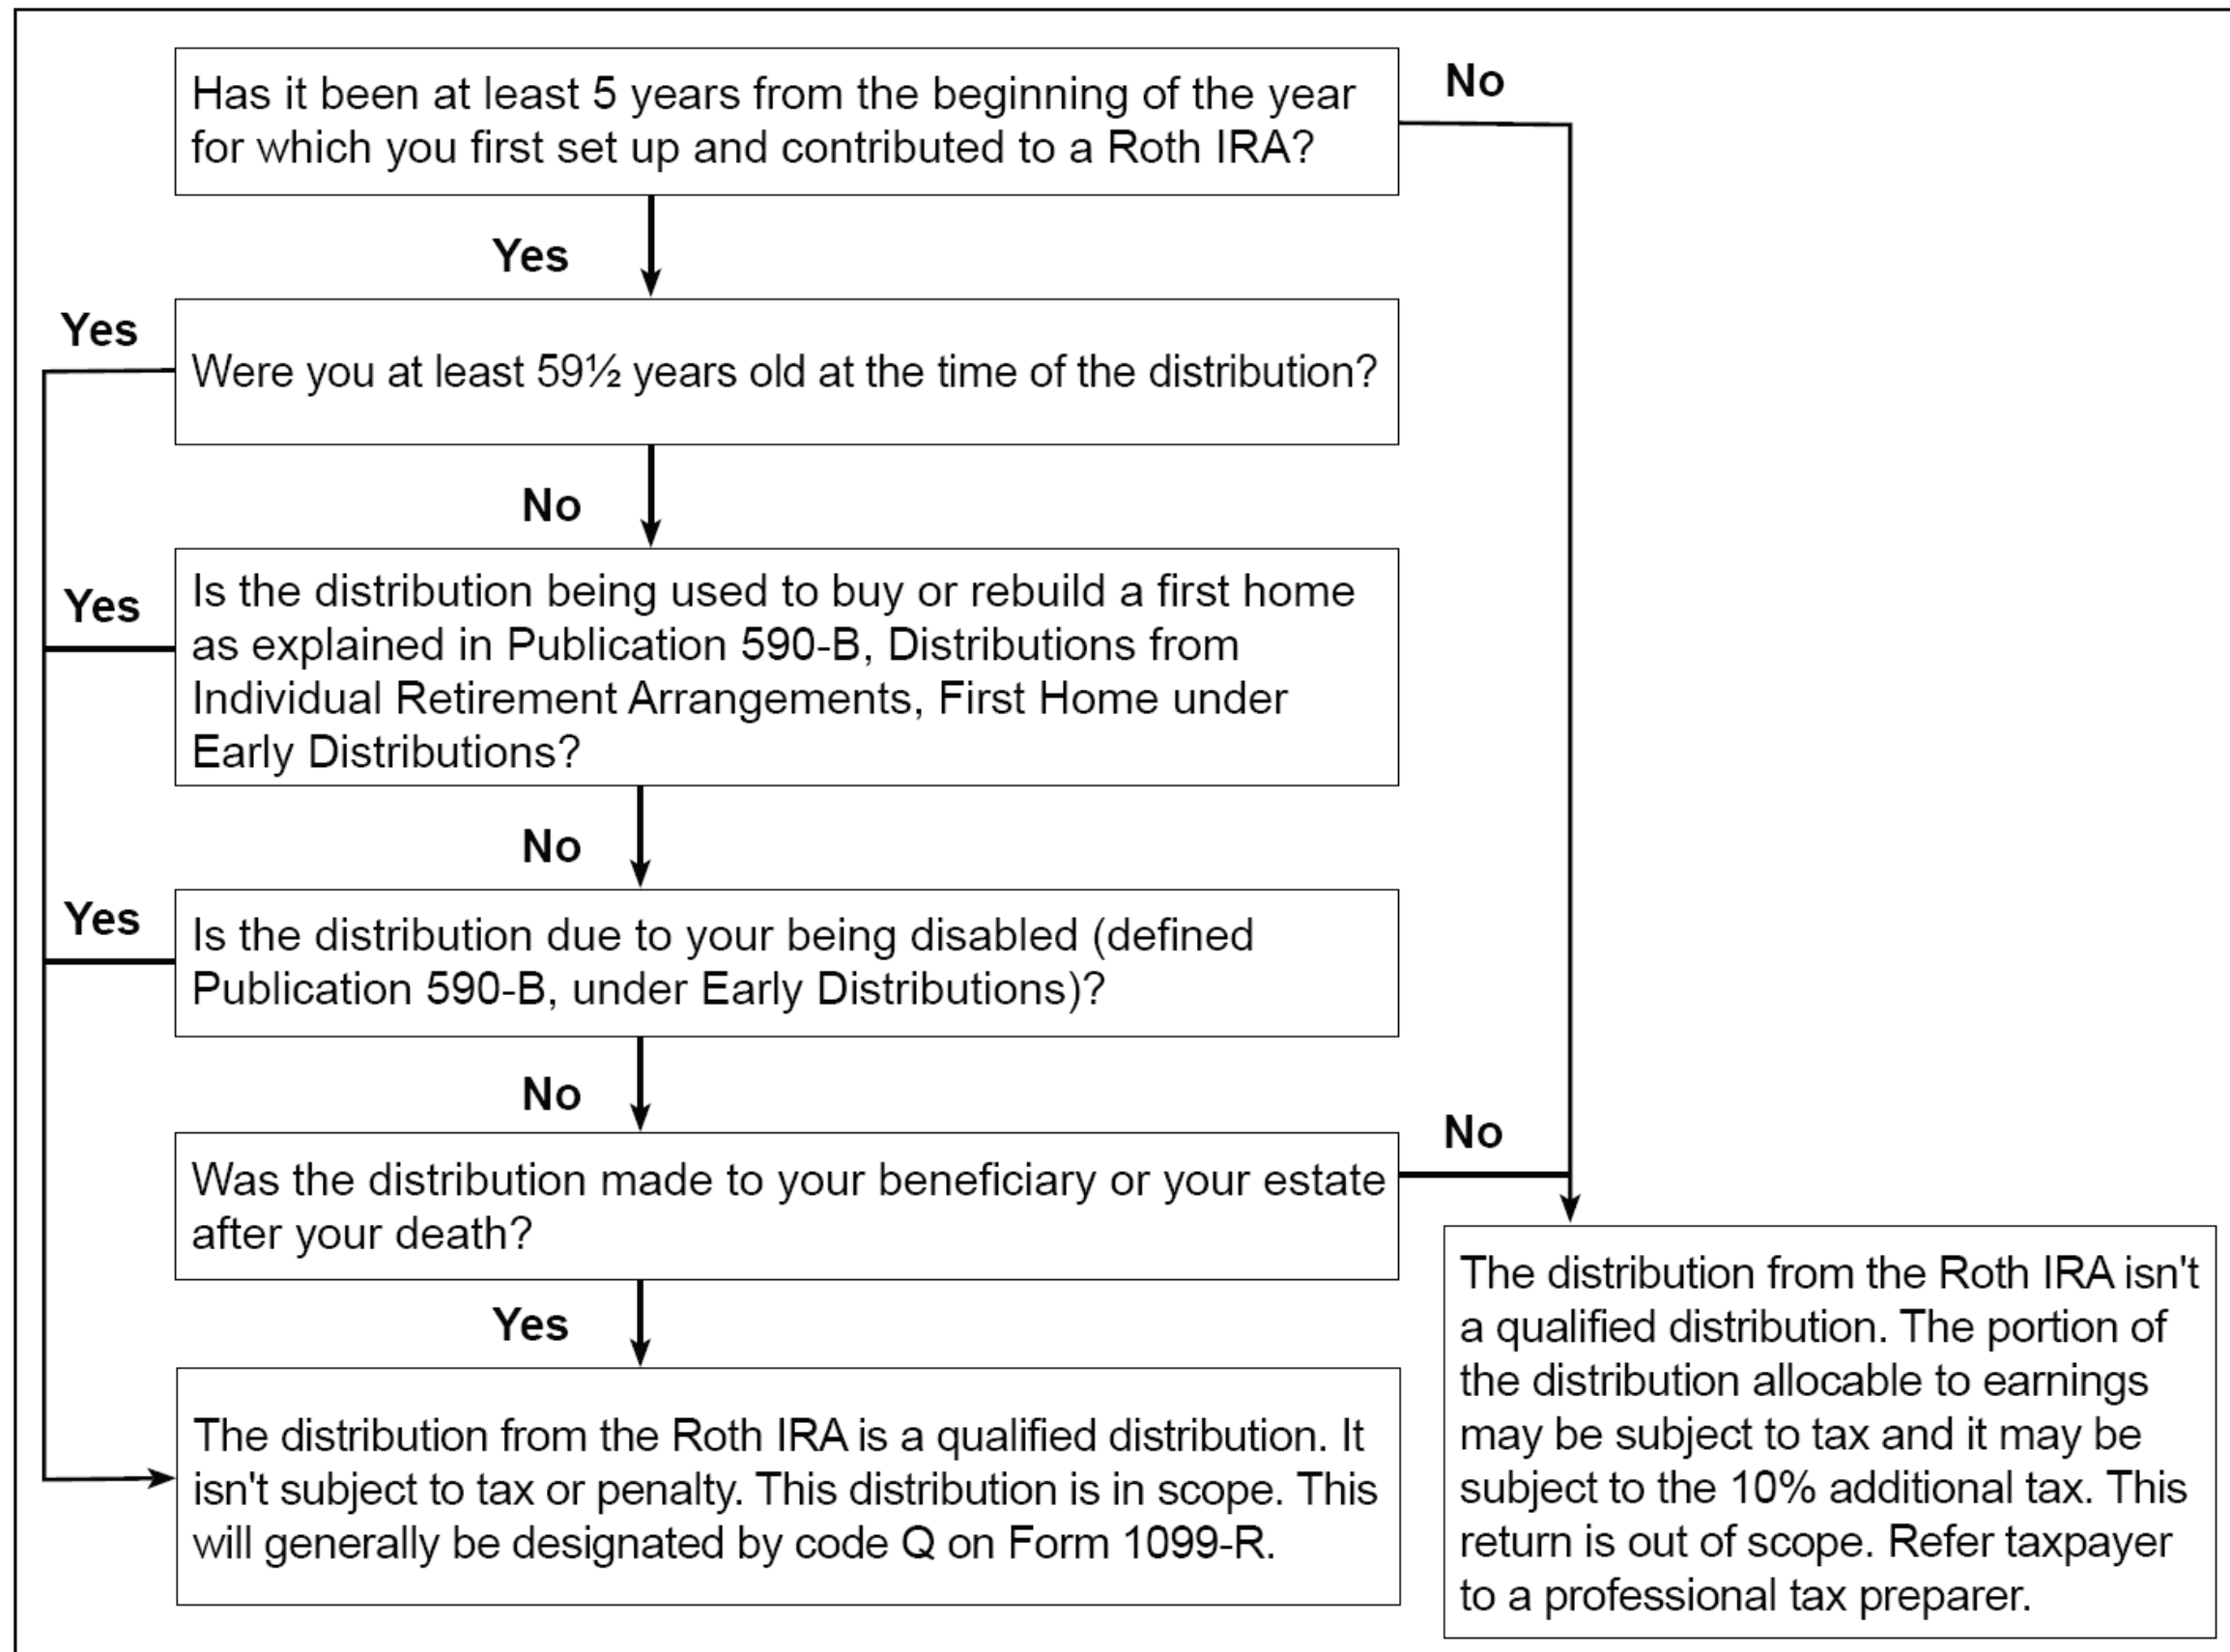 Has it been at least 5 years from the beginning of the year
for which you first set up and contributed to a Roth IRA?
No
Yes
Yes
Were you at least 59½ years old at the time of the distribution?
No
Yes
Is the distribution being used to buy or rebuild a first home
as explained in Publication 590-B, Distributions from
Individual Retirement Arrangements, First Home under
Early Distributions?
No
Yes
Is the distribution due to your being disabled (defined
Publication 590-B, under Early Distributions)?
No
Was the distribution made to your beneficiary or your estate
after your death?
No
Yes
The distribution from the Roth IRA is a qualified distribution. It
isn't subject to tax or penalty. This distribution is in scope. This
will generally be designated by code Q on Form 1099-R.
The distribution from the Roth IRA isn't
a qualified distribution. The portion of
the distribution allocable to earnings
may be subject to tax and it may be
subject to the 10% additional tax. This
return is out of scope. Refer taxpayer
to a professional tax preparer.